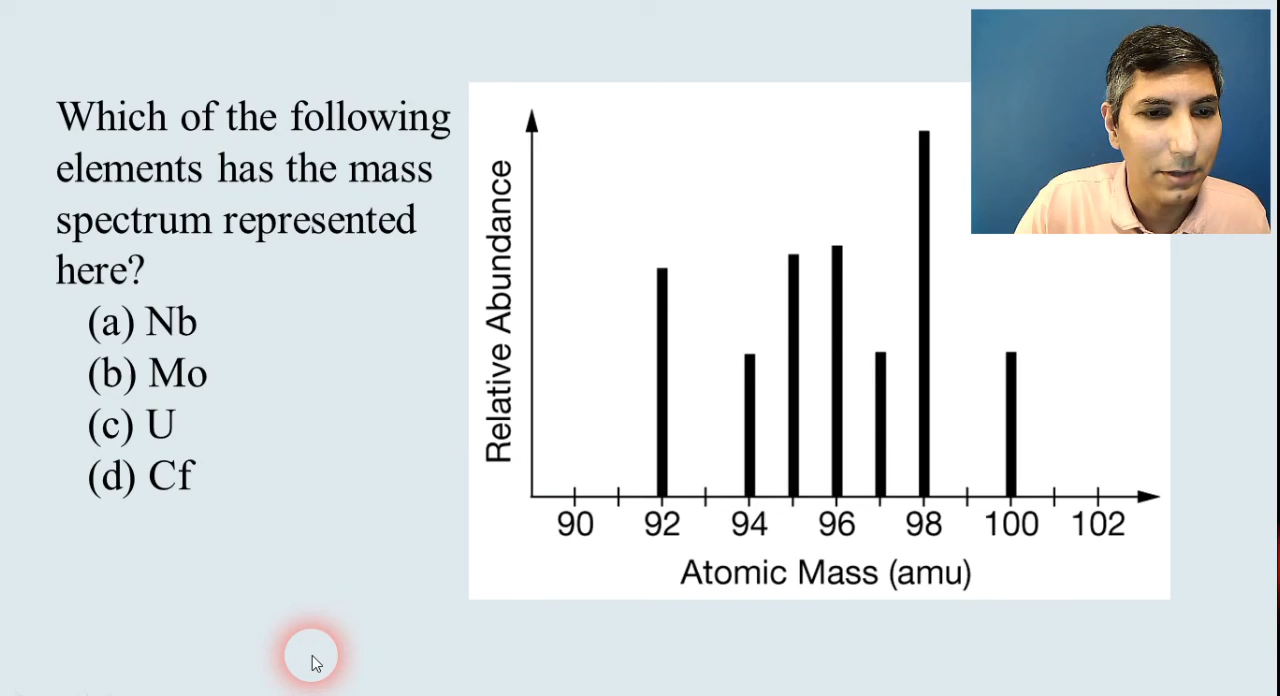 Which of the following
elements has the mass
spectrum represented
here?
(a) Nb
(b) Mo
(c) U
(d) Cf
Relative Abundance
90 92 94 96 98 100 102
Atomic Mass (amu)